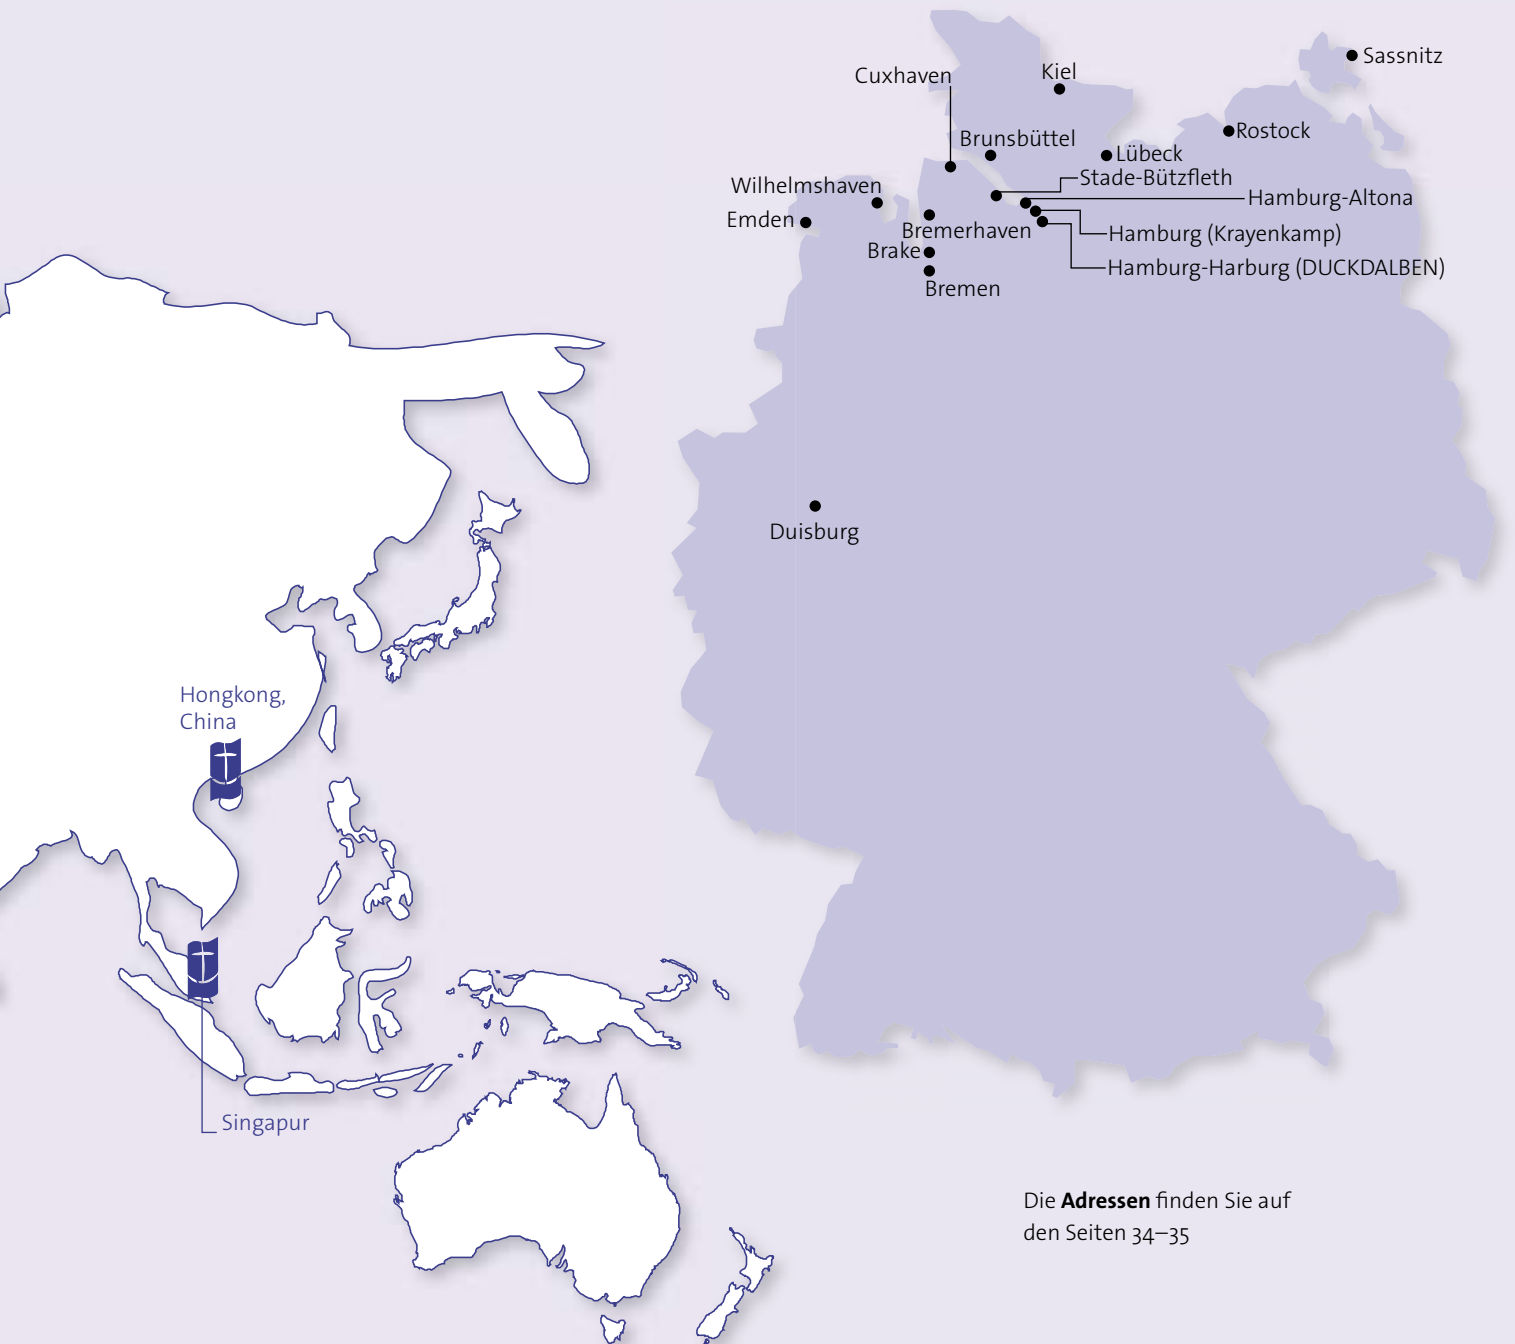 Sassnitz
Kiel
Cuxhaven
Rostock
Brunsbüttel
Lübeck
Stade-Bützfleth
Wilhelmshaven
Hamburg-Altona
Emden
Bremerhaven
Hamburg (Krayenkamp)
Brake
Hamburg-Harburg (DUCKDALBEN)
Bremen
Duisburg
Hongkong,
China
Singapur
Die Adressen finden Sie auf
den Seiten 34–35